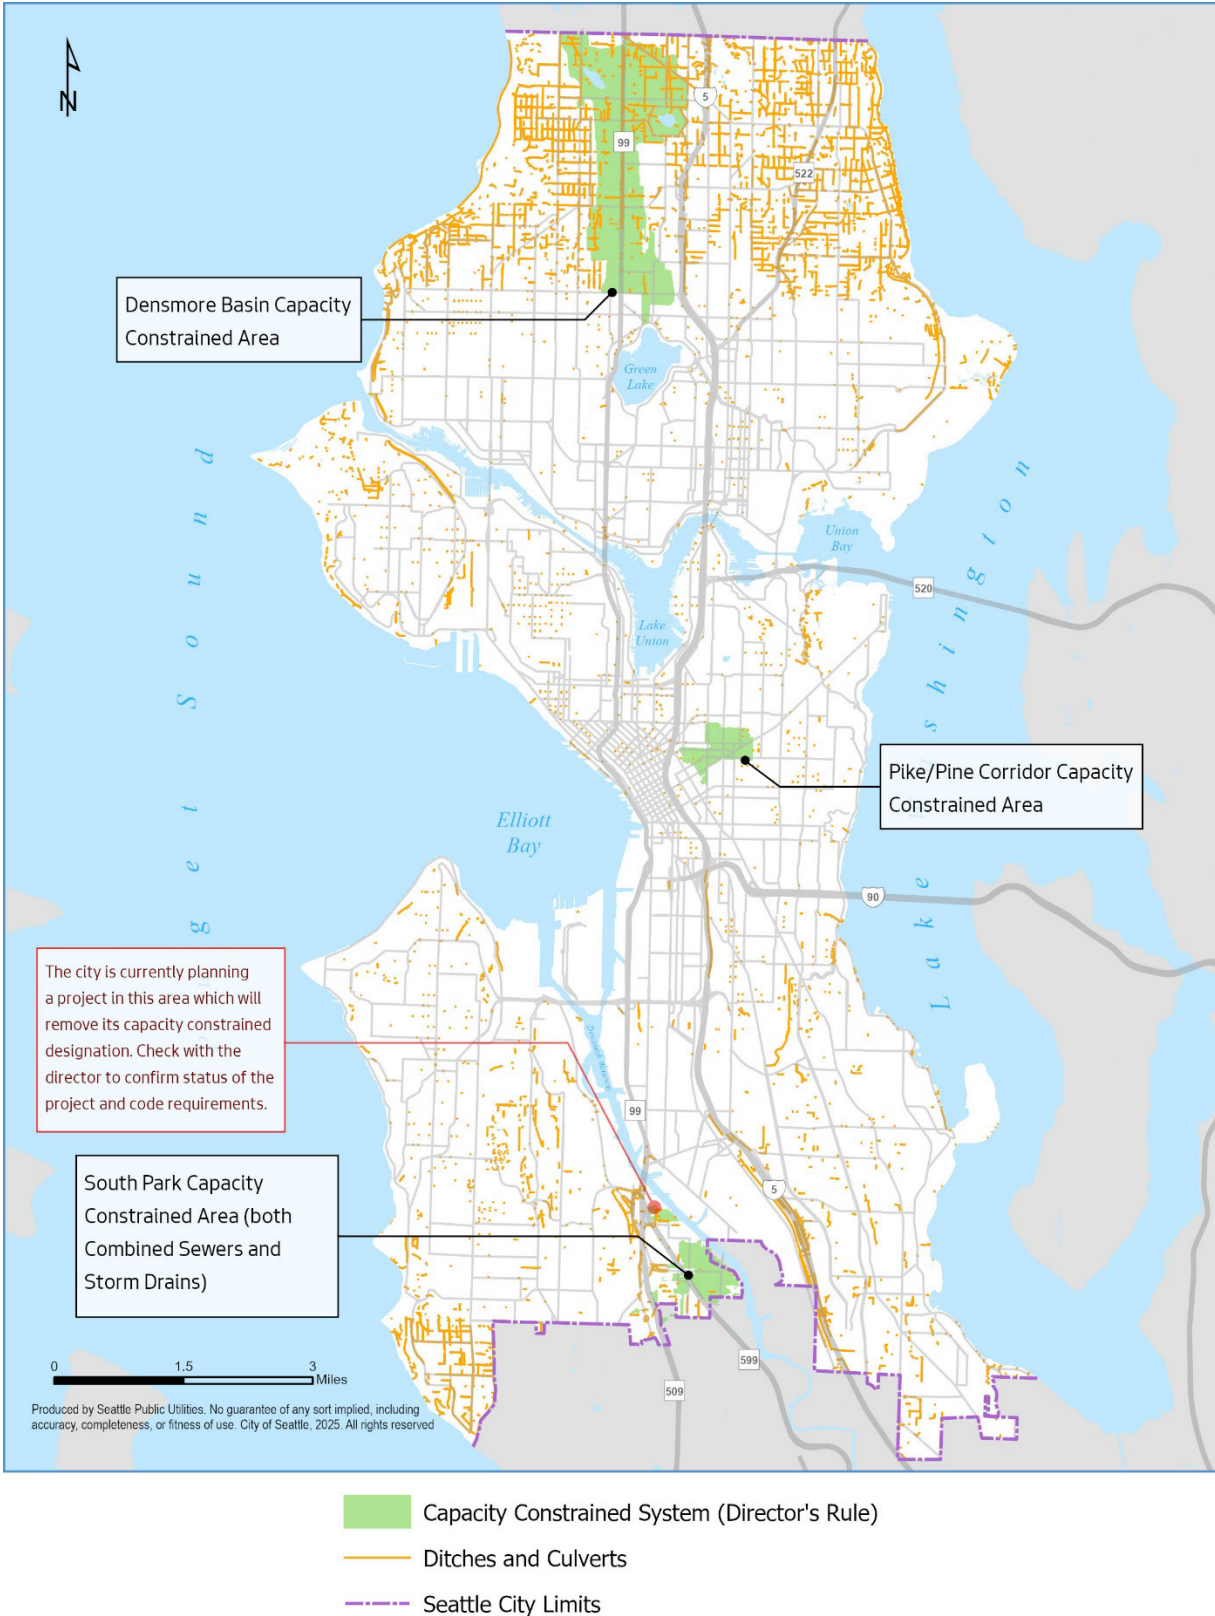 N
5
99
522
Densmore Basin Capacity
Constrained Area
Green
Lake
Puget Sound
Lake Washington
Union
Bay
520
Lake
Union
Pike/Pine Corridor Capacity
Constrained Area
Elliott
Bay
90
The city is currently planning
a project in this area which will
remove its capacity constrained
designation. Check with the
director to confirm status of the
project and code requirements.
Duwamish Waterway
99
5
South Park Capacity
Constrained Area (both
Combined Sewers and
Storm Drains)
599
509
0 1.5 3
Miles
Produced by Seattle Public Utilities. No guarantee of any sort implied, including
accuracy, completeness, or fitness of use. City of Seattle, 2025. All rights reserved
Capacity Constrained System (Director's Rule)
Ditches and Culverts
Seattle City Limits